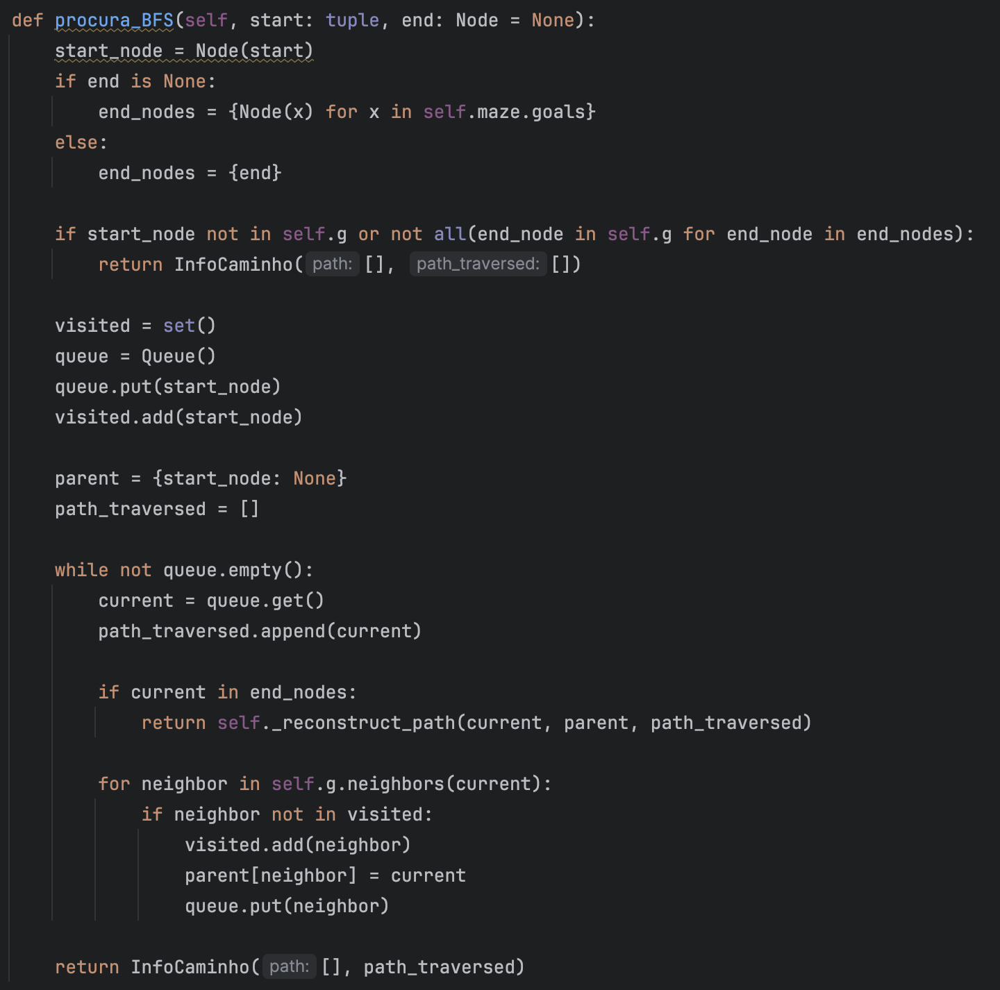 def procura_BFS(self, start: tuple, end: Node = None):
    start_node = Node(start)
    if end is None:
        end_nodes = {Node(x) for x in self.maze.goals}
    else:
        end_nodes = {end}

    if start_node not in self.g or not all(end_node in self.g for end_node in end_nodes):
        return InfoCaminho( path: [],  path_traversed: [])

    visited = set()
    queue = Queue()
    queue.put(start_node)
    visited.add(start_node)

    parent = {start_node: None}
    path_traversed = []

    while not queue.empty():
        current = queue.get()
        path_traversed.append(current)

        if current in end_nodes:
            return self._reconstruct_path(current, parent, path_traversed)

        for neighbor in self.g.neighbors(current):
            if neighbor not in visited:
                visited.add(neighbor)
                parent[neighbor] = current
                queue.put(neighbor)

    return InfoCaminho( path: [], path_traversed)